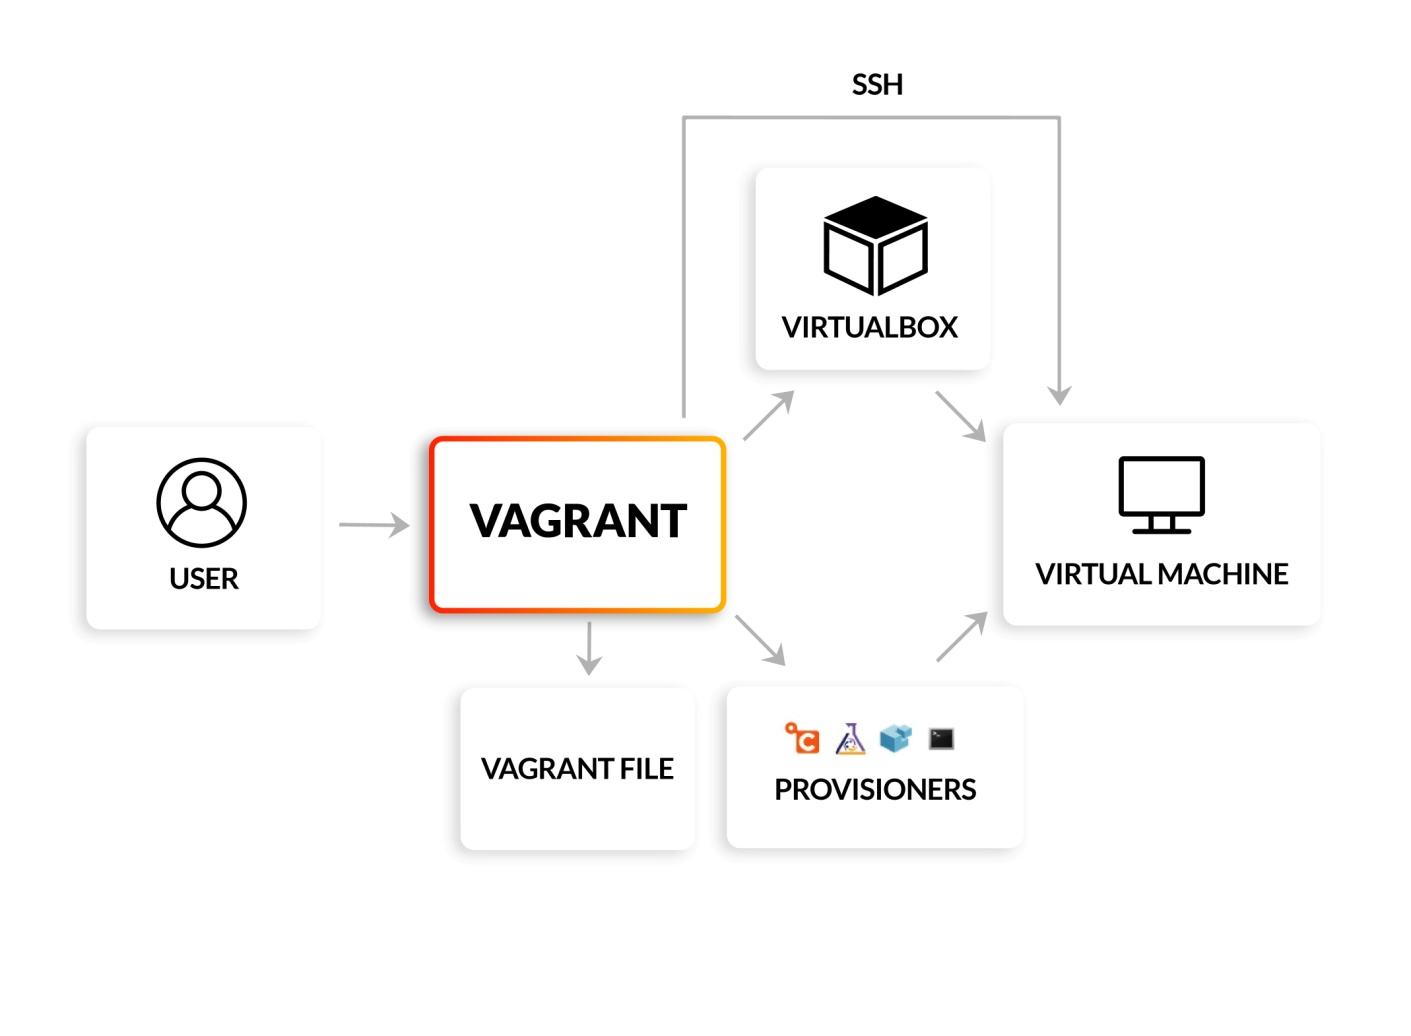 SSH
VIRTUALBOX
USER
VAGRANT
VIRTUAL MACHINE
VAGRANT FILE
PROVISIONERS